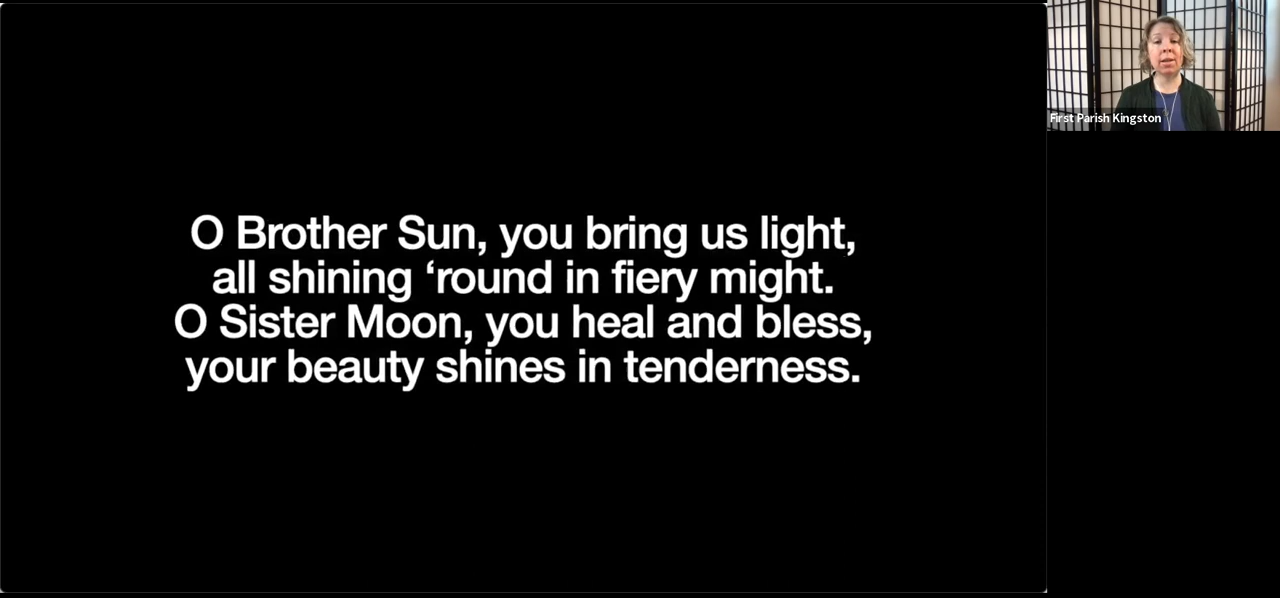 O Brother Sun, you bring us light,
all shining ‘round in fiery might.
O Sister Moon, you heal and bless,
your beauty shines in tenderness.
First Parish Kingston